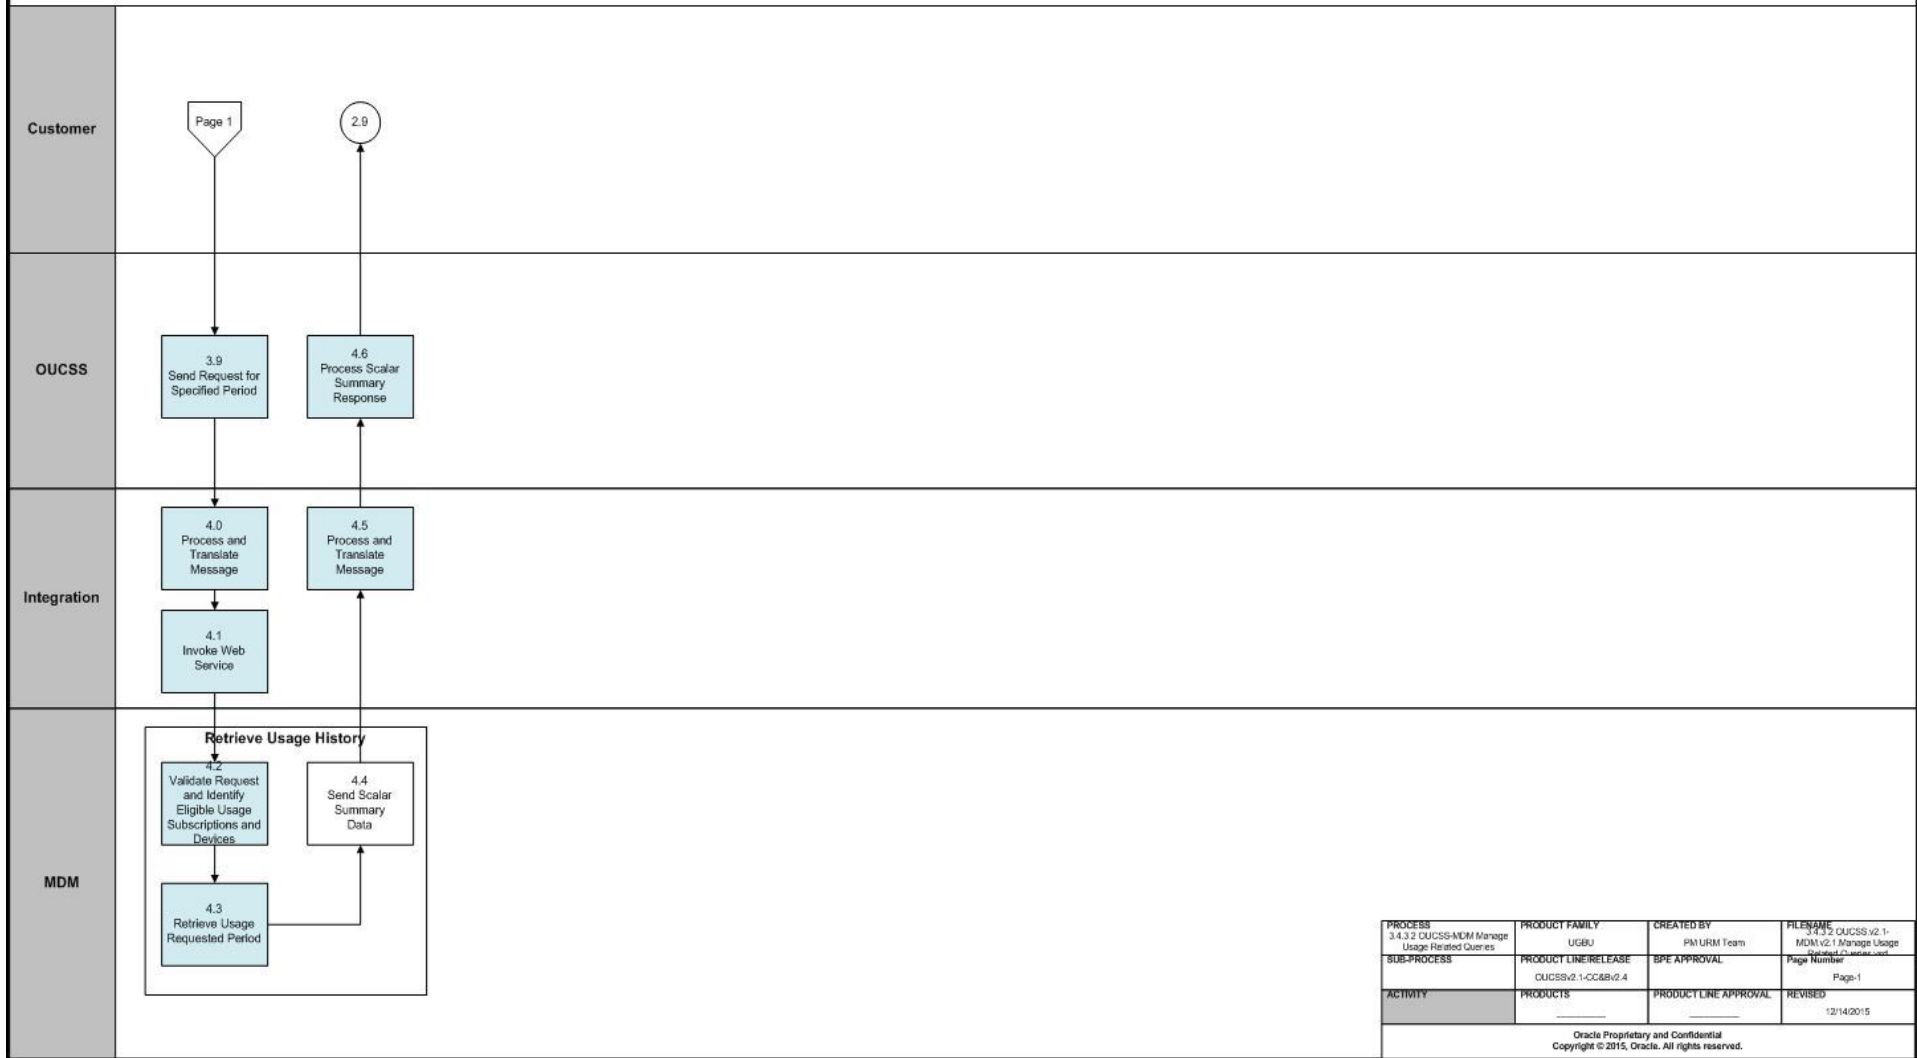 Customer
Page 1
2.9
OUCSS
3.9
Send Request for
Specified Period
4.6
Process Scalar
Summary
Response
Integration
4.0
Process and
Translate
Message
4.5
Process and
Translate
Message
4.1
Invoke Web
Service
MDM
Retrieve Usage History
4.2
Validate Request
and Identify
Eligible Usage
Subscriptions and
Devices
4.4
Send Scalar
Summary
Data
4.3
Retrieve Usage
Requested Period
PROCESS
3.4.3.2 OUCSS-MDM Manage
Usage Related Queries
PRODUCT FAMILY
UGBU
CREATED BY
PM URM Team
FILENAME
3.4.3.2 OUCSS.v2.1-
MDM.v2.1.Manage Usage
Related Queries.vsd
SUB-PROCESS
PRODUCT LINE/RELEASE
OUCSSv2.1-CC&Bv2.4
BPE APPROVAL
Page Number
Page-1
ACTIVITY
PRODUCTS
PRODUCT LINE APPROVAL
REVISED
12/14/2015
Oracle Proprietary and Confidential
Copyright © 2015, Oracle. All rights reserved.